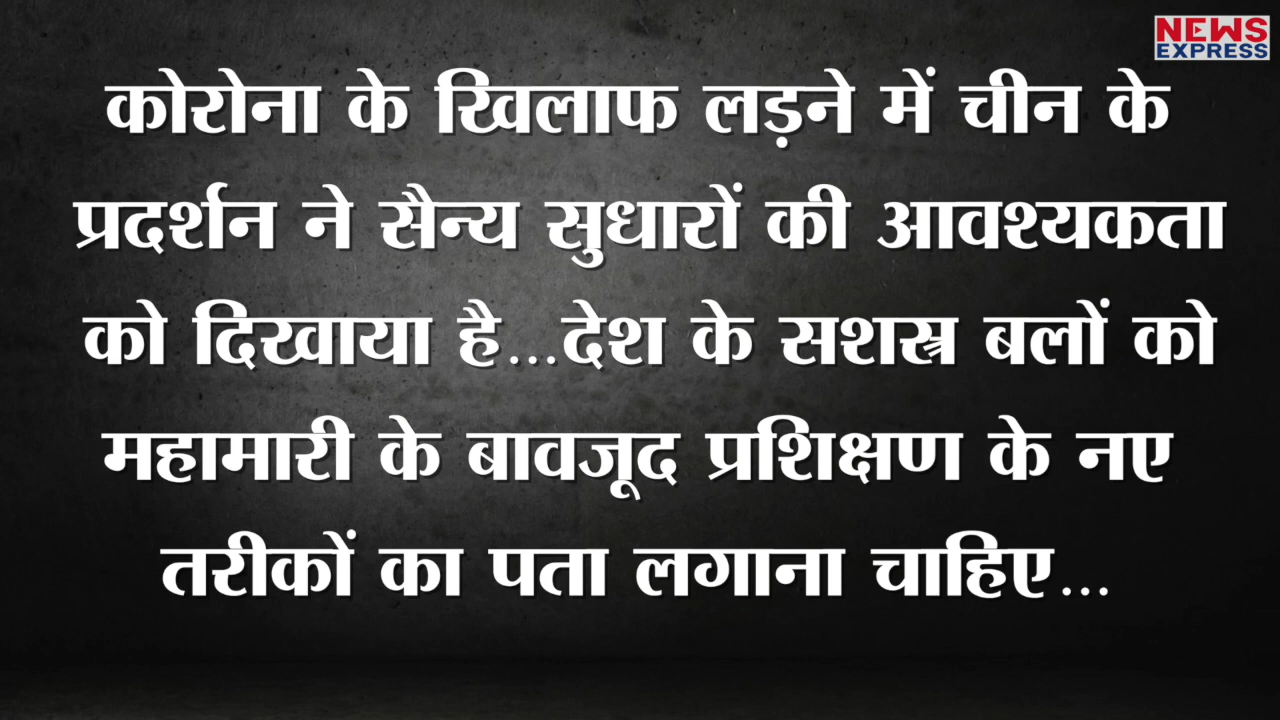 NEWS
EXPRESS
कोरोना के खिलाफ लड़ने में चीन के
प्रदर्शन ने सैन्य सुधारों की आवश्यकता
को दिखाया है...देश के सशस्त्र बलों को
महामारी के बावजूद प्रशिक्षण के नए
तरीकों का पता लगाना चाहिए...